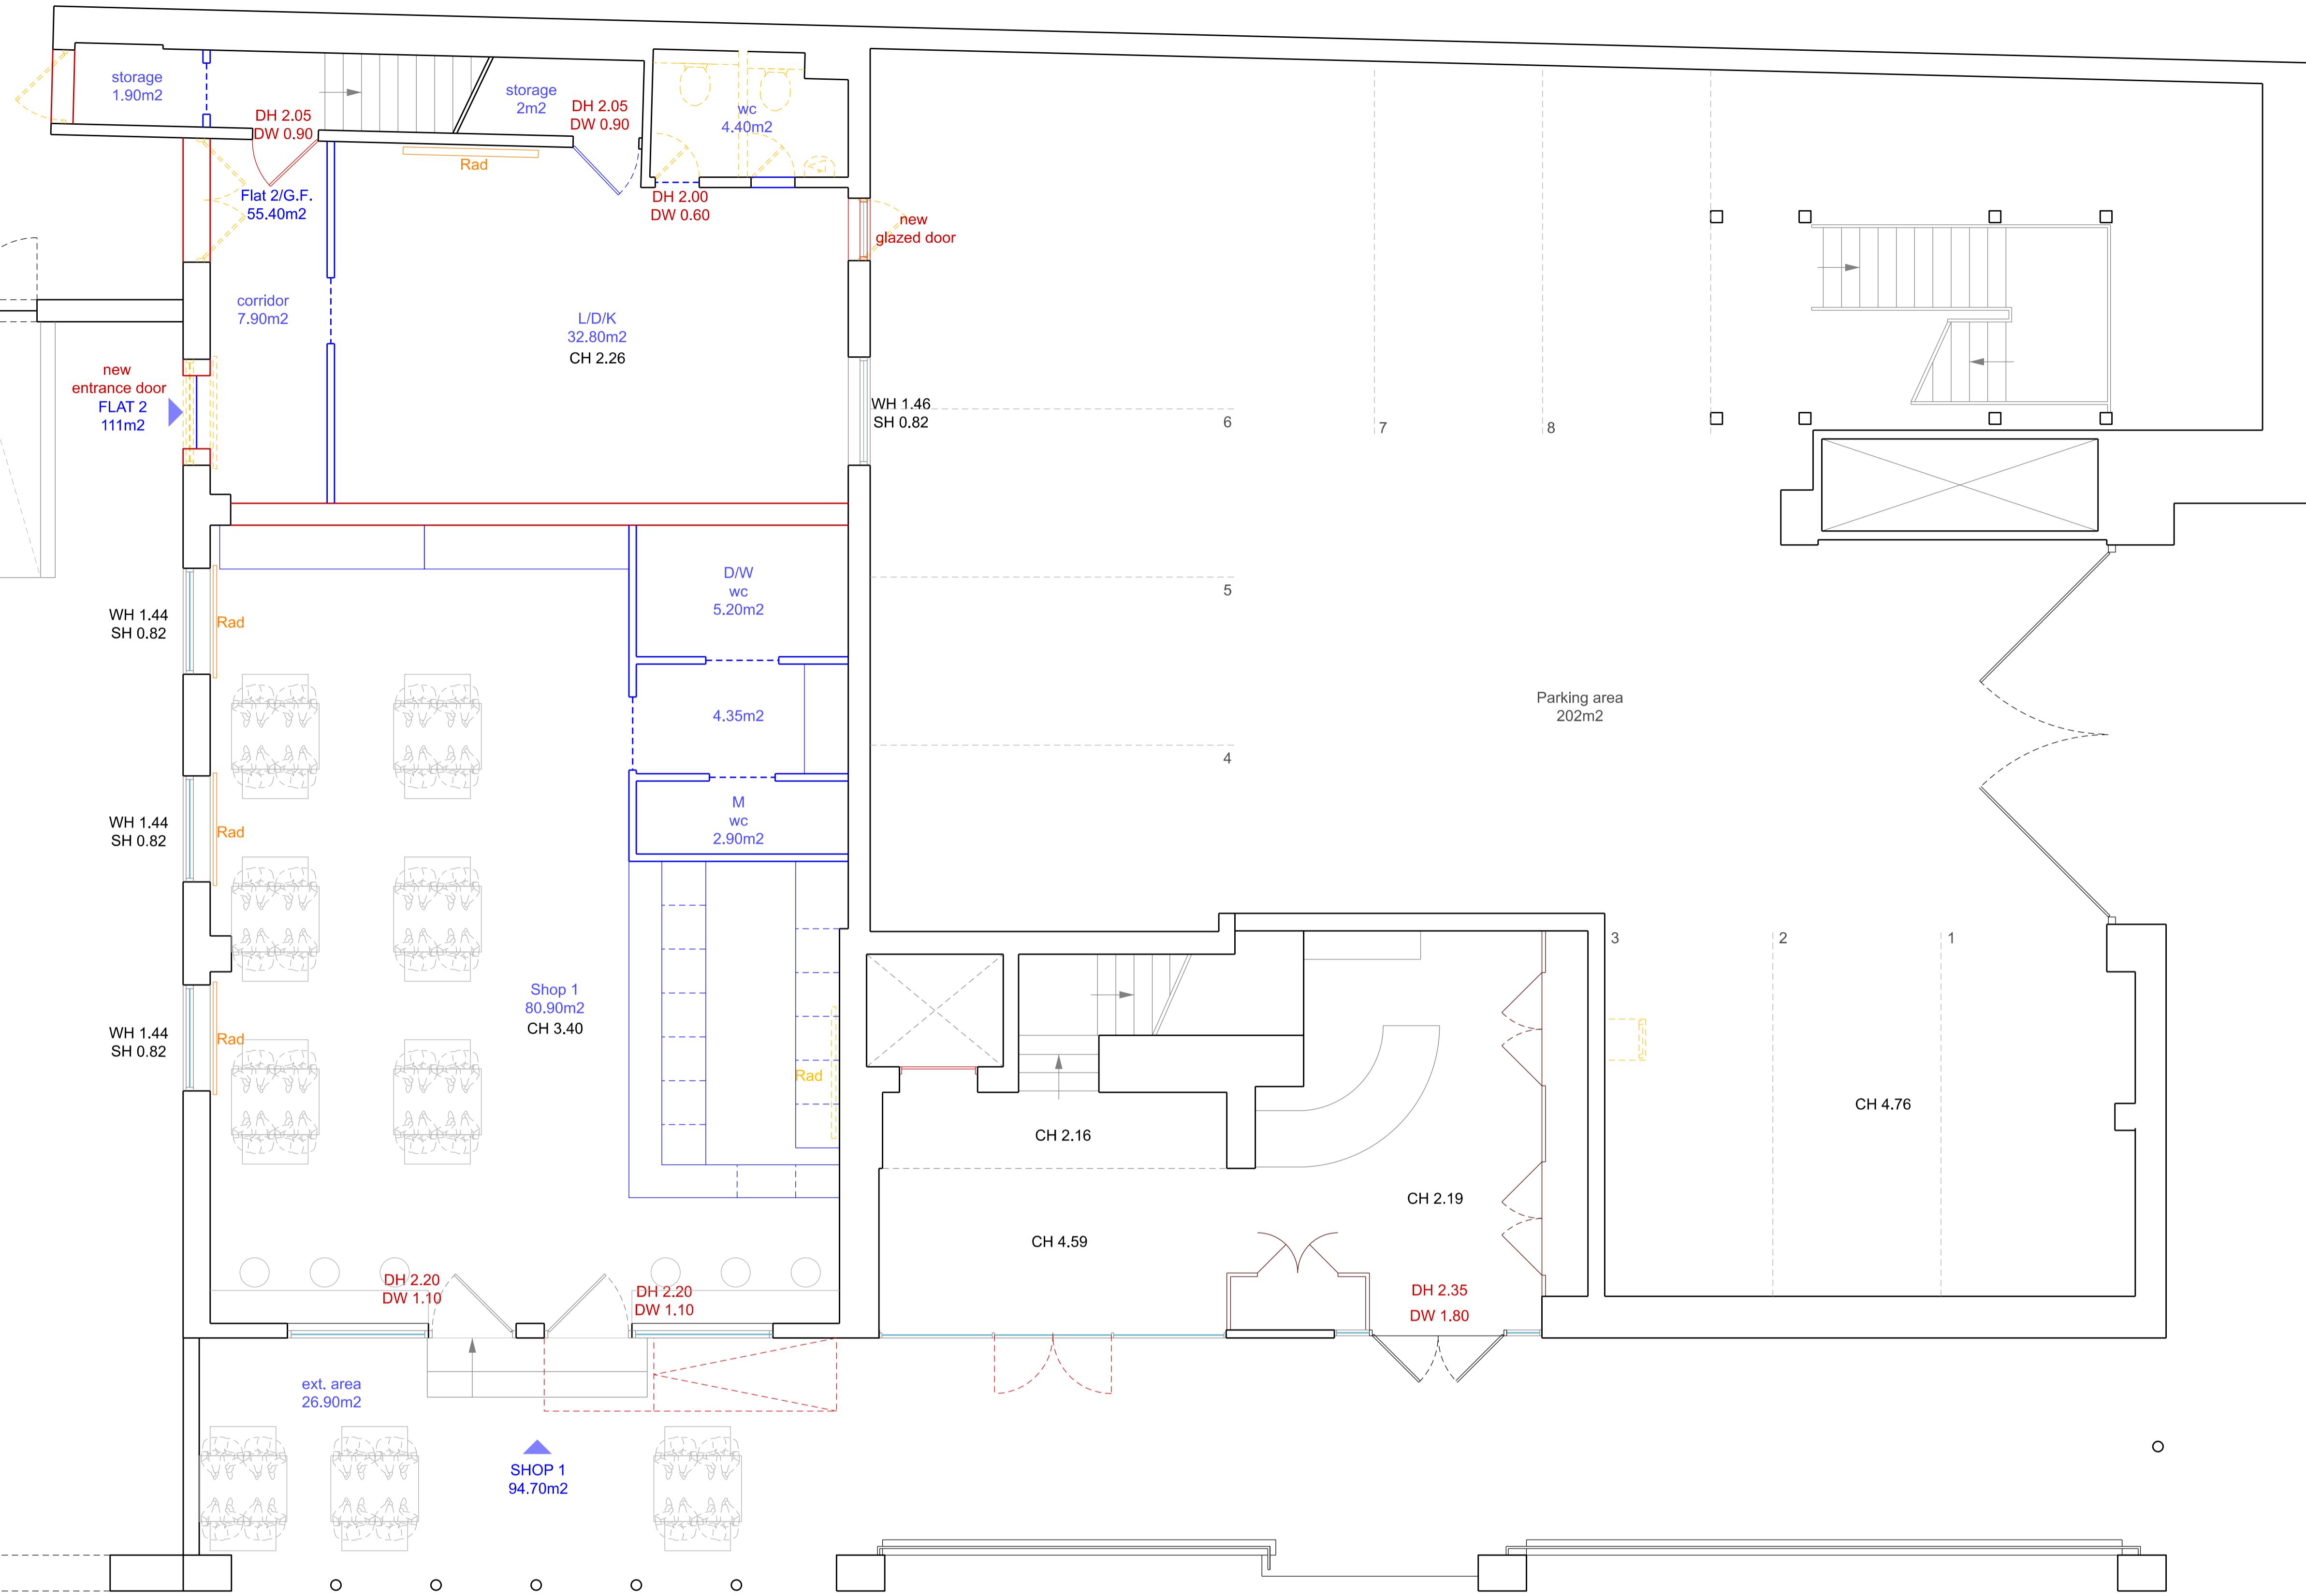 storage
1.90m2
DH 2.05
DW 0.90
storage
2m2
DH 2.05
DW 0.90
wc
4.40m2
Rad
Flat 2/G.F.
55.40m2
DH 2.00
DW 0.60
new
glazed door
corridor
7.90m2
L/D/K
32.80m2
CH 2.26
new
entrance door
FLAT 2
111m2
WH 1.46
SH 0.82
6
7
8
D/W
wc
5.20m2
5
WH 1.44
SH 0.82
Rad
4.35m2
4
Parking area
202m2
WH 1.44
SH 0.82
Rad
M
wc
2.90m2
3
2
1
Shop 1
80.90m2
CH 3.40
WH 1.44
SH 0.82
Rad
Rad
CH 4.76
CH 2.16
CH 2.19
CH 4.59
DH 2.20
DW 1.10
DH 2.20
DW 1.10
DH 2.35
DW 1.80
ext. area
26.90m2
SHOP 1
94.70m2